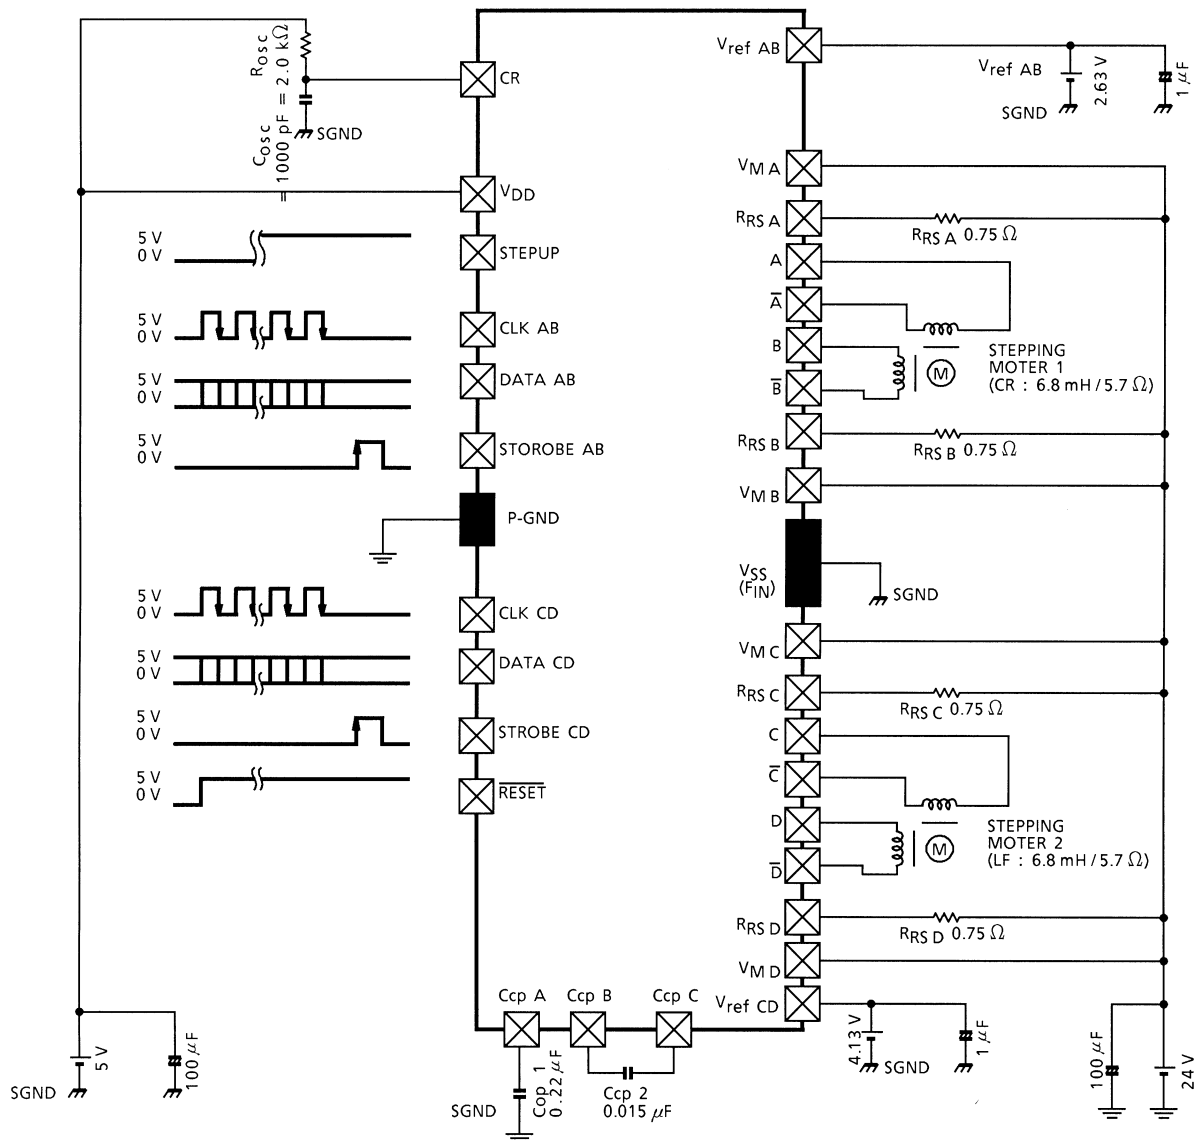 R OSC
C OSC
1000 pF = 2.0 kΩ
SGND
CR
VDD
5 V
0 V
STEPUP
5 V
0 V
CLK AB
5 V
0 V
DATA AB
5 V
0 V
STOROBE AB
P-GND
5 V
0 V
CLK CD
5 V
0 V
DATA CD
5 V
0 V
STROBE CD
5 V
0 V
RESET
Vref AB
Vref AB
2.63 V
1 μF
SGND
VM A
RRS A
RRS A 0.75 Ω
A
A
B
B
M
STEPPING
MOTER 1
(CR : 6.8 mH / 5.7 Ω)
RRS B
RRS B 0.75 Ω
VM B
VSS
(FIN)
SGND
VM C
RRS C
RRS C 0.75 Ω
C
C
D
D
M
STEPPING
MOTER 2
(LF : 6.8 mH / 5.7 Ω)
RRS D
RRS D 0.75 Ω
VM D
Vref CD
4.13 V
1 μF
SGND
Ccp A
Ccp B
Ccp C
Cop 1
0.22 μF
SGND
Ccp 2
0.015 μF
5 V
100 μF
SGND
100 μF
24 V